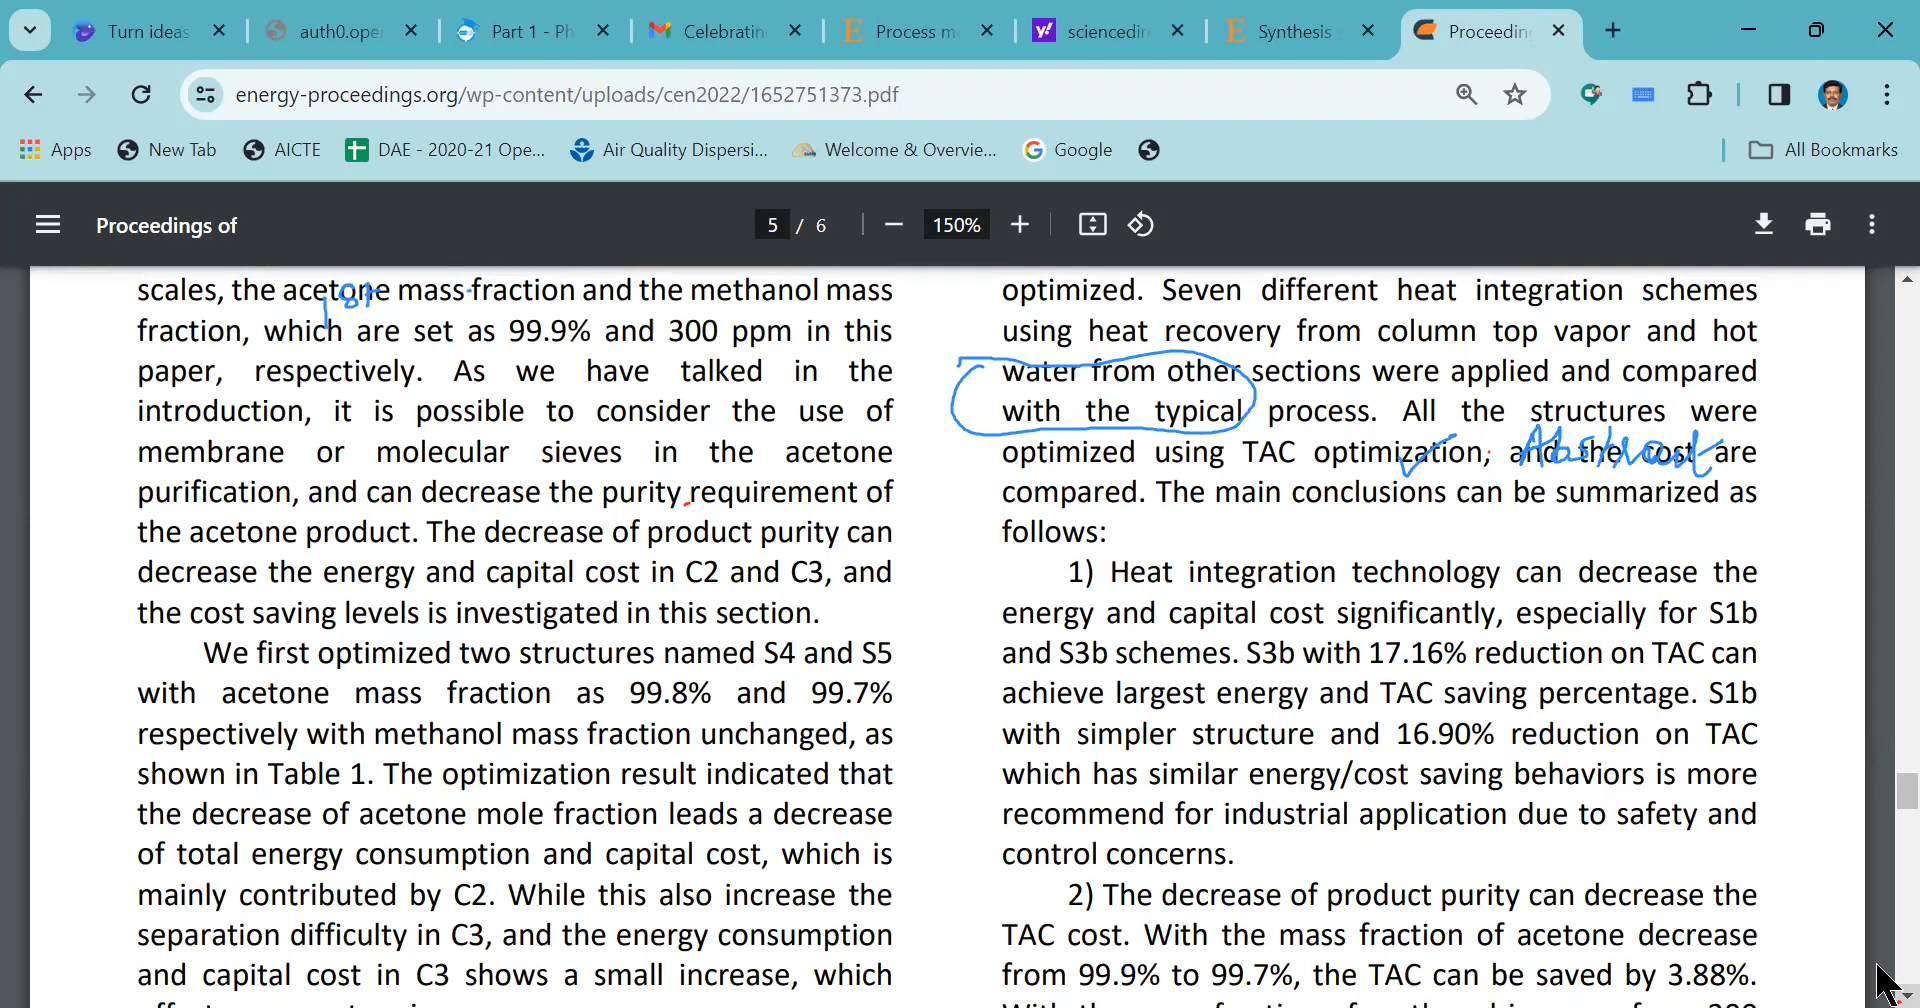 Turn ideas
auth0.ope
Part 1 - Ph
Celebratin
Process m
sciencedir
Synthesis
Proceedin
energy-proceedings.org/wp-content/uploads/cen2022/1652751373.pdf
Apps
New Tab
AICTE
DAE - 2020-21 Ope...
Air Quality Dispersi...
Welcome & Overvie...
Google
All Bookmarks
Proceedings of
5 / 6
150%
scales, the acetone mass fraction and the methanol mass
fraction, which are set as 99.9% and 300 ppm in this
paper, respectively. As we have talked in the
introduction, it is possible to consider the use of
membrane or molecular sieves in the acetone
purification, and can decrease the purity requirement of
the acetone product. The decrease of product purity can
decrease the energy and capital cost in C2 and C3, and
the cost saving levels is investigated in this section.
We first optimized two structures named S4 and S5
with acetone mass fraction as 99.8% and 99.7%
respectively with methanol mass fraction unchanged, as
shown in Table 1. The optimization result indicated that
the decrease of acetone mole fraction leads a decrease
of total energy consumption and capital cost, which is
mainly contributed by C2. While this also increase the
separation difficulty in C3, and the energy consumption
and capital cost in C3 shows a small increase, which
1st
optimized. Seven different heat integration schemes
using heat recovery from column top vapor and hot
water from other sections were applied and compared
with the typical process. All the structures were
optimized using TAC optimization, and the cost are
Abstract
compared. The main conclusions can be summarized as
follows:
1) Heat integration technology can decrease the
energy and capital cost significantly, especially for S1b
and S3b schemes. S3b with 17.16% reduction on TAC can
achieve largest energy and TAC saving percentage. S1b
with simpler structure and 16.90% reduction on TAC
which has similar energy/cost saving behaviors is more
recommend for industrial application due to safety and
control concerns.
2) The decrease of product purity can decrease the
TAC cost. With the mass fraction of acetone decrease
from 99.9% to 99.7%, the TAC can be saved by 3.88%.